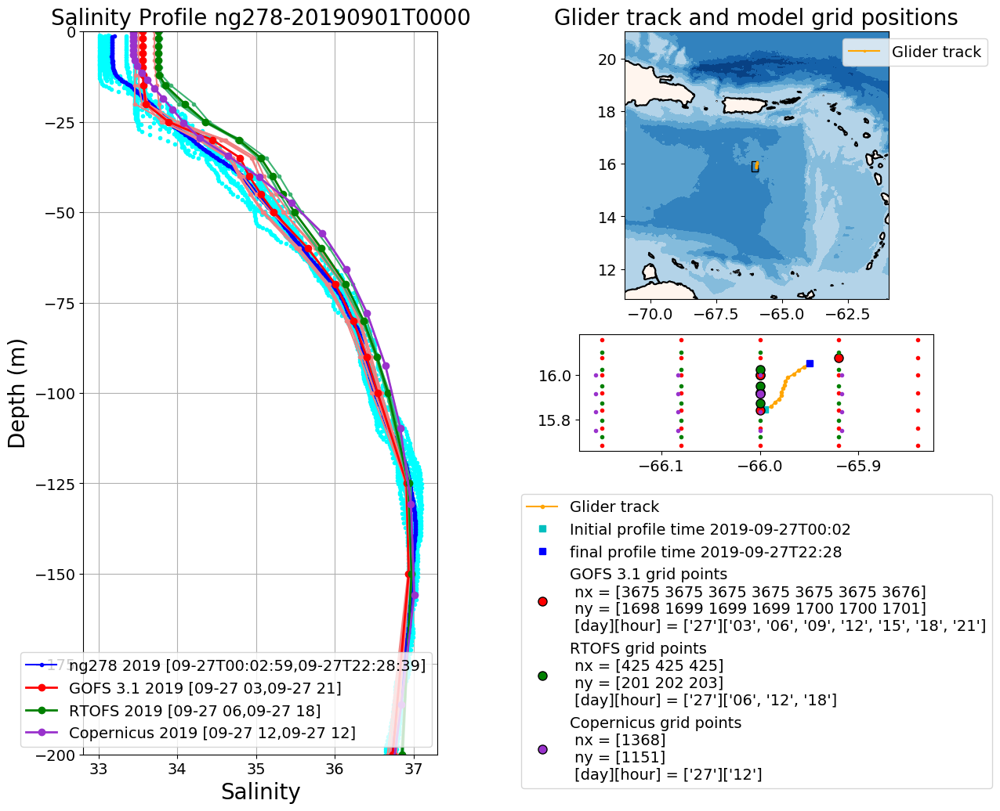 Salinity Profile ng278-20190901T0000
0
−25
−50
−75
−100
−125
−150
−175
−200
Depth (m)
33
34
35
36
37
Salinity
ng278 2019 [09-27T00:02:59,09-27T22:28:39]
GOFS 3.1 2019 [09-27 03,09-27 21]
RTOFS 2019 [09-27 06,09-27 18]
Copernicus 2019 [09-27 12,09-27 12]
Glider track and model grid positions
Glider track
20
18
16
14
12
−70.0
−67.5
−65.0
−62.5
16.0
15.8
−66.1
−66.0
−65.9
Glider track
Initial profile time 2019-09-27T00:02
final profile time 2019-09-27T22:28
GOFS 3.1 grid points
nx = [3675 3675 3675 3675 3675 3675 3676]
ny = [1698 1699 1699 1699 1700 1700 1701]
[day][hour] = ['27']['03', '06', '09', '12', '15', '18', '21']
RTOFS grid points
nx = [425 425 425]
ny = [201 202 203]
[day][hour] = ['27']['06', '12', '18']
Copernicus grid points
nx = [1368]
ny = [1151]
[day][hour] = ['27']['12']